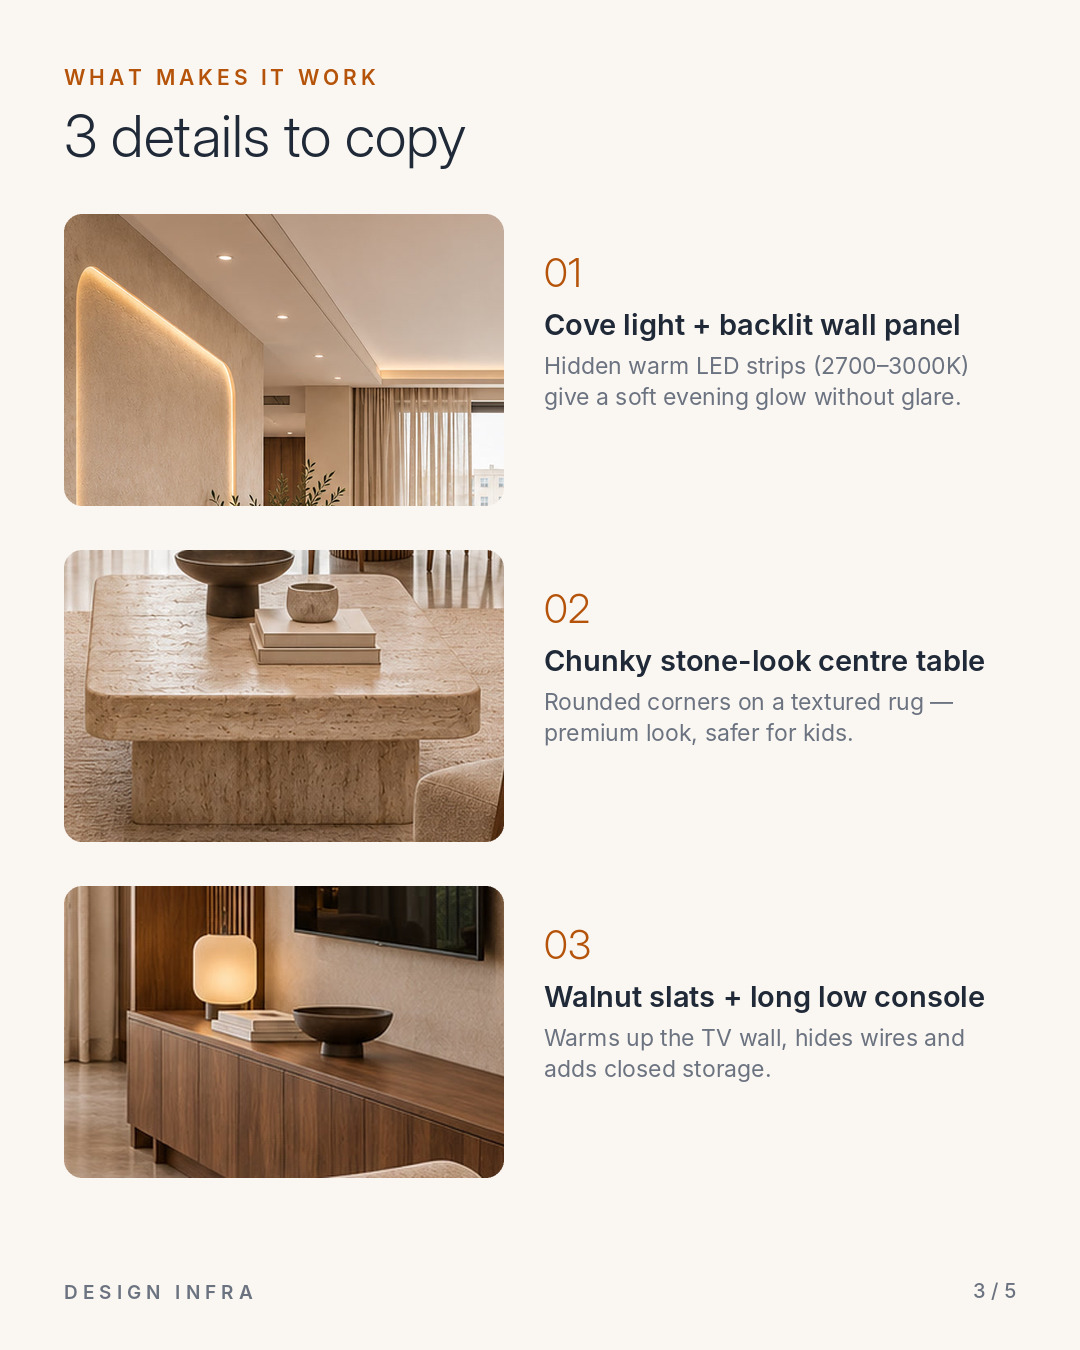 WHAT MAKES IT WORK
3 details to copy
01
Cove light + backlit wall panel
Hidden warm LED strips (2700–3000K)
give a soft evening glow without glare.
02
Chunky stone-look centre table
Rounded corners on a textured rug —
premium look, safer for kids.
03
Walnut slats + long low console
Warms up the TV wall, hides wires and
adds closed storage.
DESIGN INFRA
3 / 5